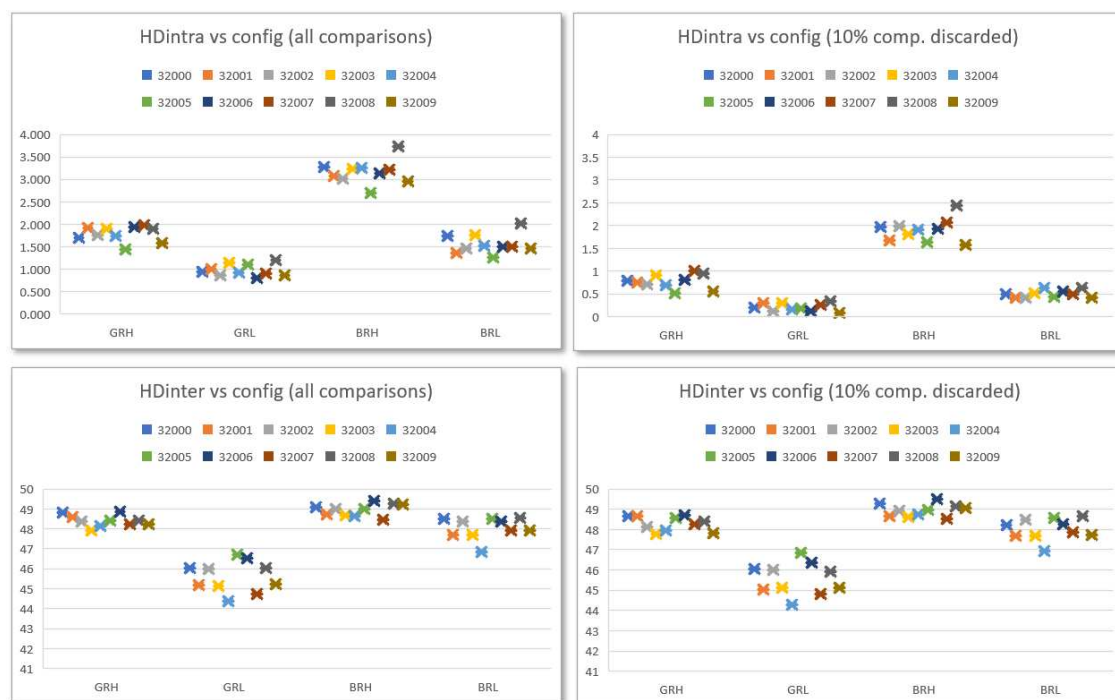 HDintra vs config (all comparisons)
32000 32001 32002 32003 32004
32005 32006 32007 32008 32009
4.000
3.500
3.000
2.500
2.000
1.500
1.000
0.500
0.000
GRH GRL BRH BRL
HDintra vs config (10% comp. discarded)
32000 32001 32002 32003 32004
32005 32006 32007 32008 32009
4
3.5
3
2.5
2
1.5
1
0.5
0
GRH GRL BRH BRL
HDinter vs config (all comparisons)
32000 32001 32002 32003 32004
32005 32006 32007 32008 32009
50
49
48
47
46
45
44
43
42
41
GRH GRL BRH BRL
HDinter vs config (10% comp. discarded)
32000 32001 32002 32003 32004
32005 32006 32007 32008 32009
50
49
48
47
46
45
44
43
42
41
GRH GRL BRH BRL